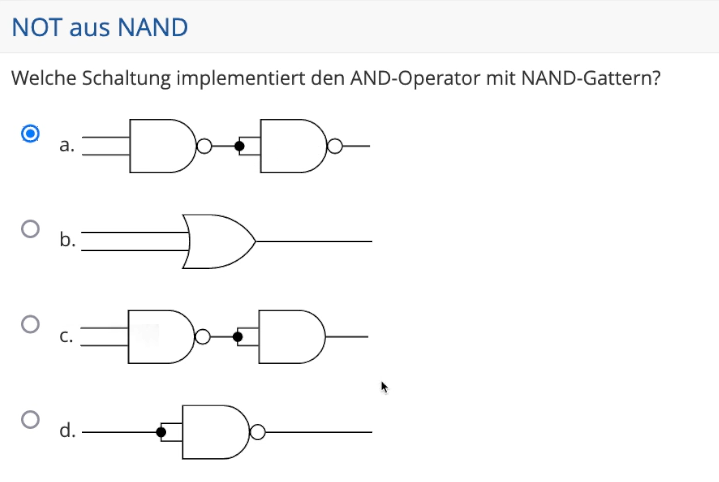 NOT aus NAND
Welche Schaltung implementiert den AND-Operator mit NAND-Gattern?
a.
b.
c.
d.